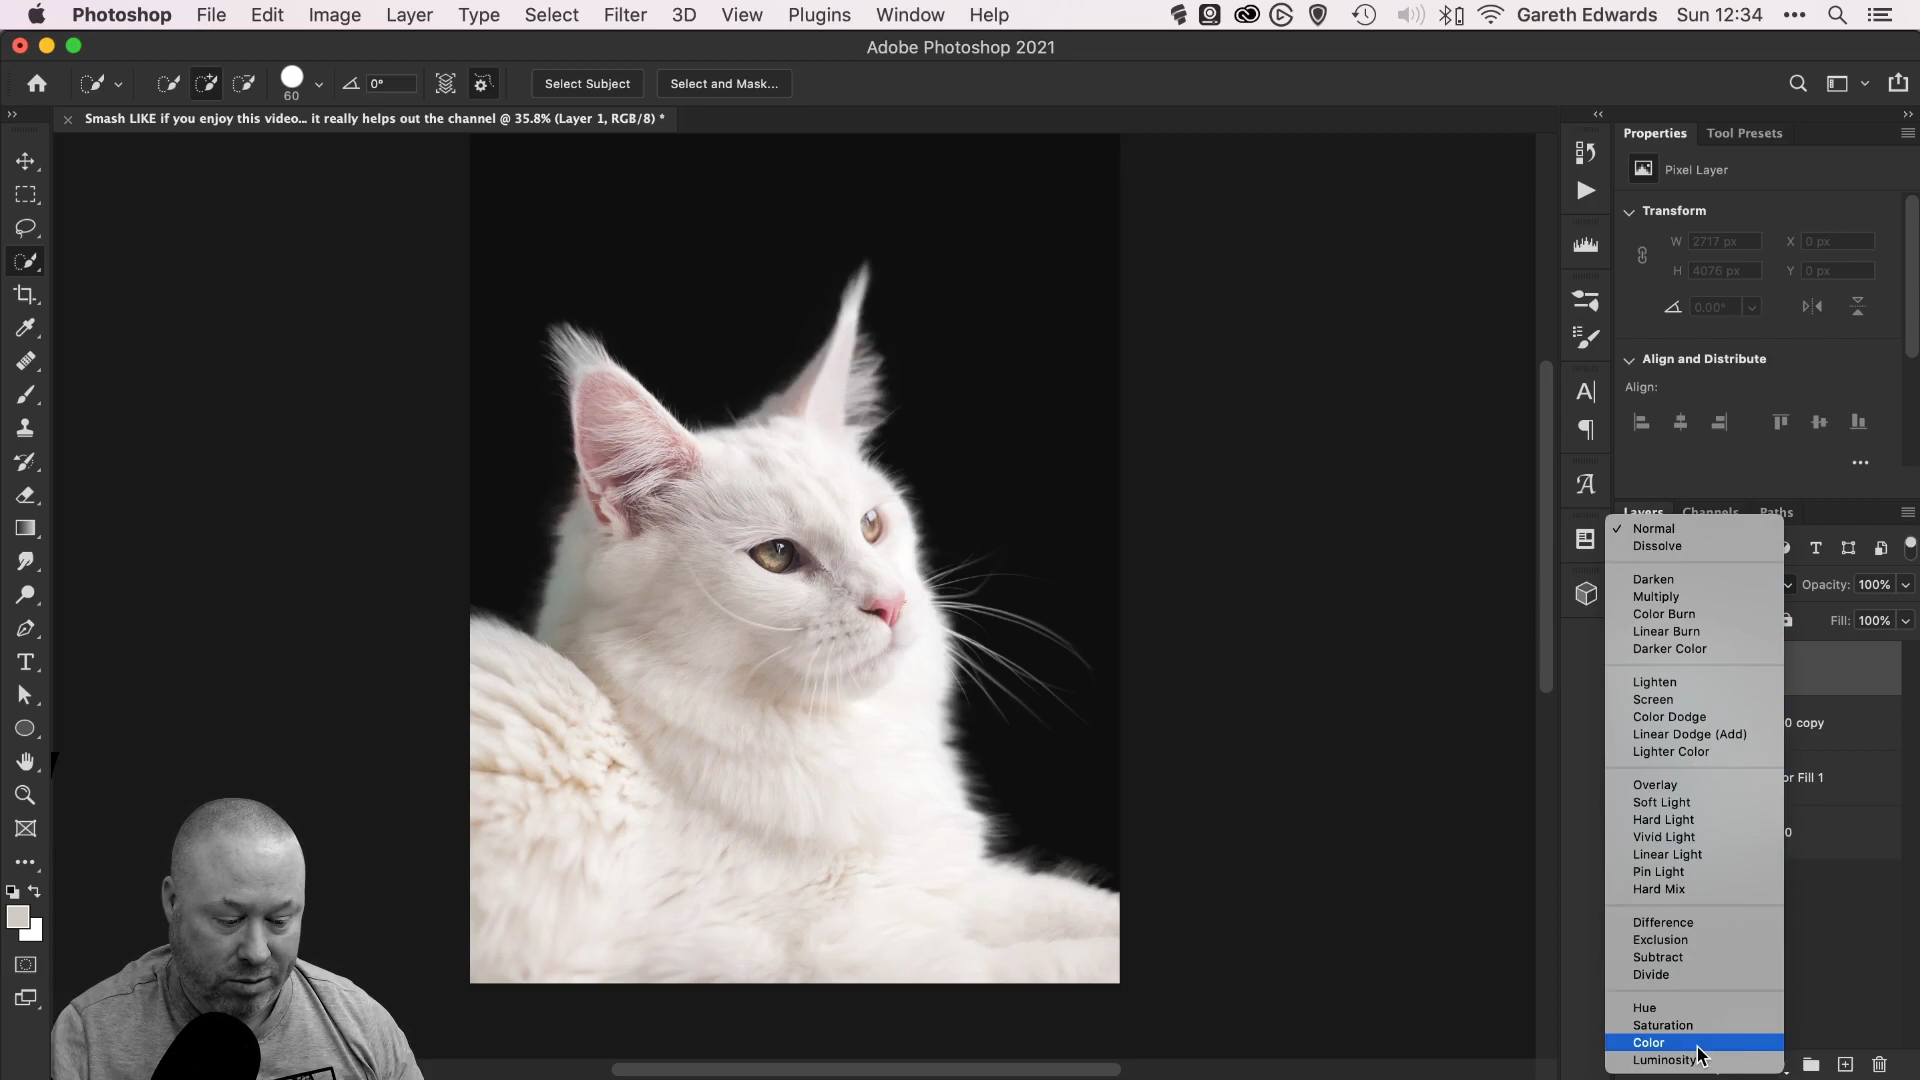 Photoshop File Edit Image Layer Type Select Filter 3D View Plugins Window Help Gareth Edwards Sun 12:34
Adobe Photoshop 2021
60 0° Select Subject Select and Mask...
Smash LIKE if you enjoy this video... it really helps out the channel @ 35.8% (Layer 1, RGB/8) *
Properties Tool Presets
Pixel Layer
Transform
W 2717 px X 0 px
H 4076 px Y 0 px
0.00°
Align and Distribute
Align:
Layers Channels Paths
Normal
Dissolve
Darken
Multiply
Color Burn
Linear Burn
Darker Color
Lighten
Screen
Color Dodge
Linear Dodge (Add)
Lighter Color
Overlay
Soft Light
Hard Light
Vivid Light
Linear Light
Pin Light
Hard Mix
Difference
Exclusion
Subtract
Divide
Hue
Saturation
Color
Luminosity
Opacity: 100%
Fill: 100%
0 copy
or Fill 1
0